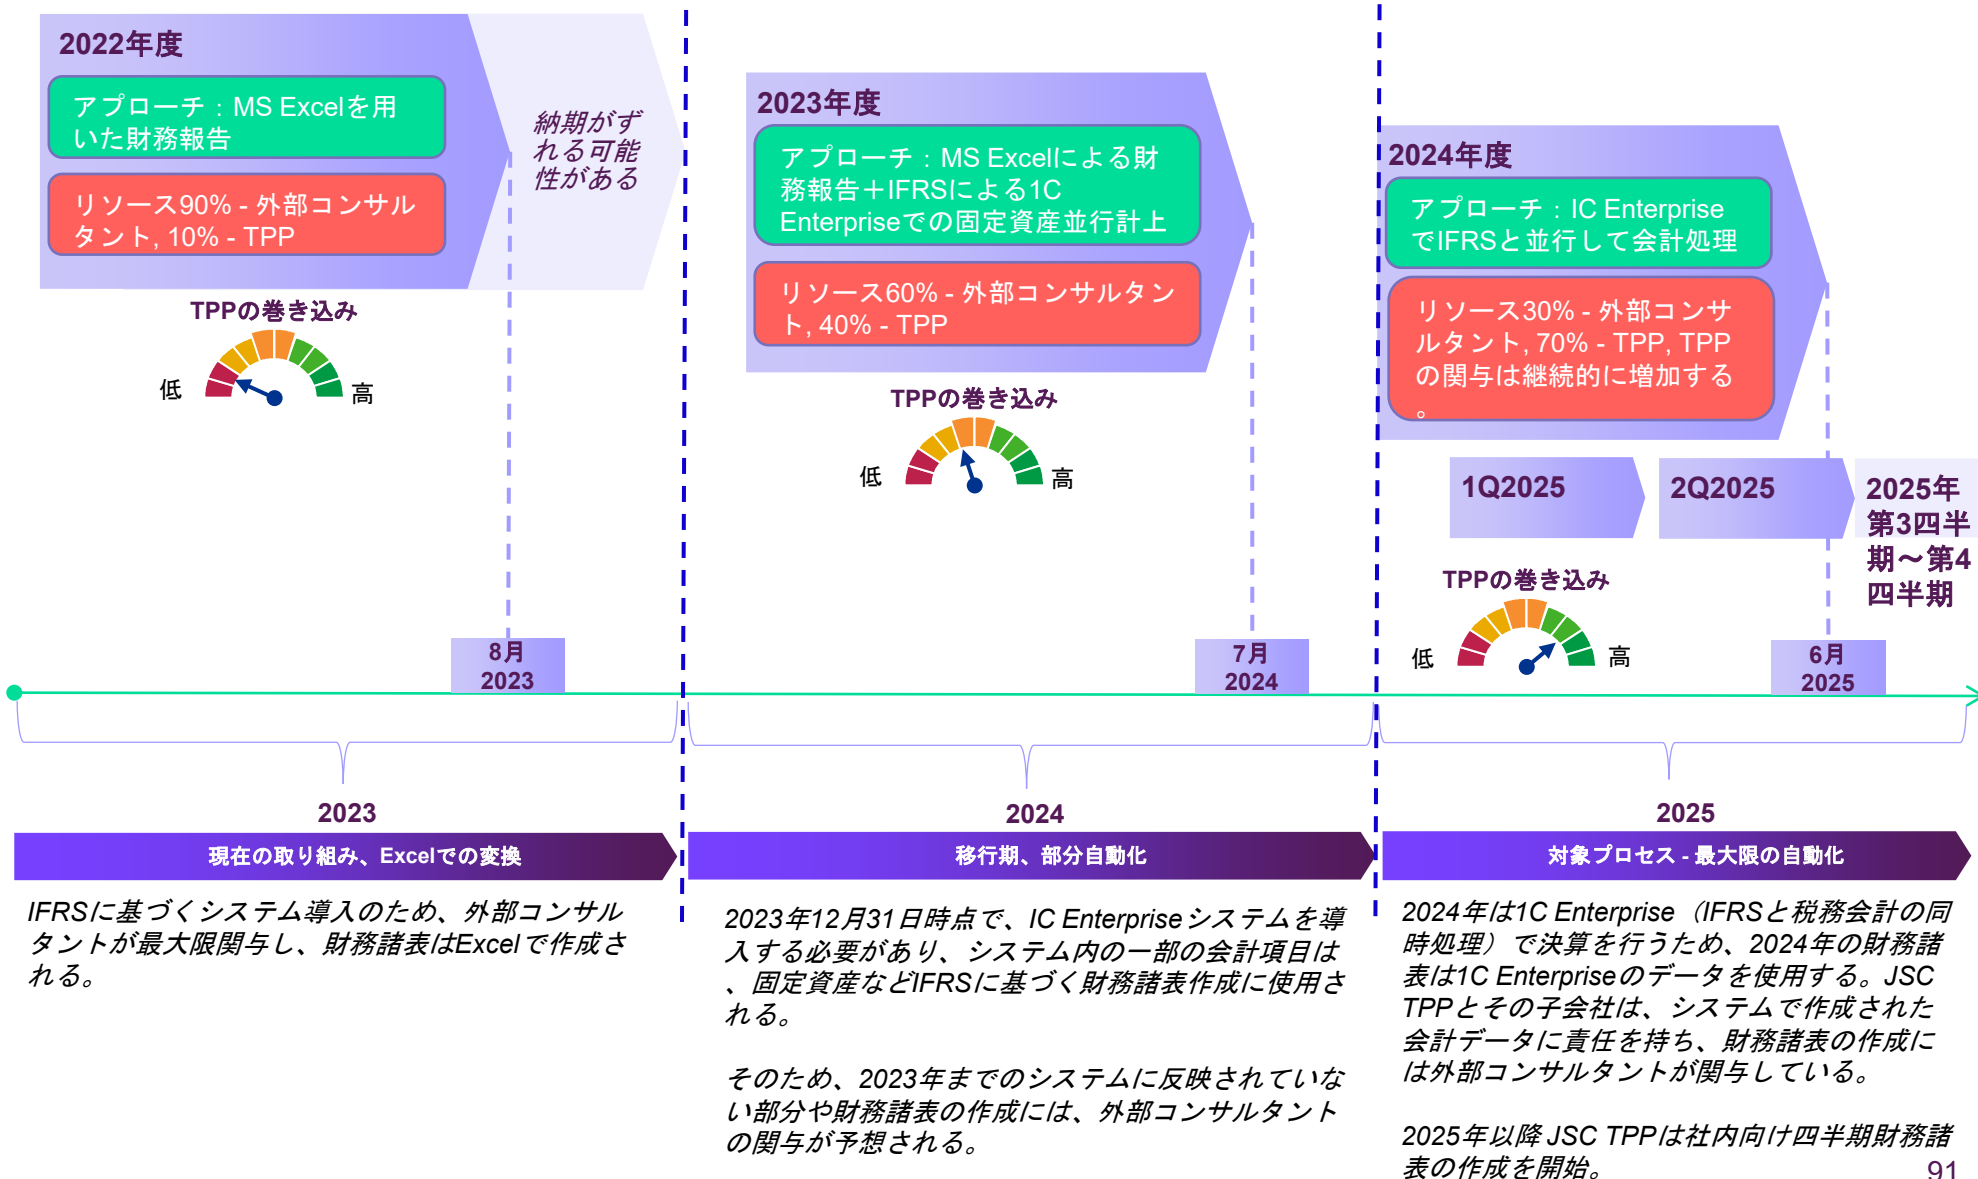 2022年度
アプローチ：MS Excelを用
いた財務報告
リソース90% - 外部コンサル
タント, 10% - TPP
納期がず
れる可能
性がある
TPPの巻き込み
低
高
8月
2023
2023年度
アプローチ：MS Excelによる財
務報告＋IFRSによる1C
Enterpriseでの固定資産並行計上
リソース60% - 外部コンサルタン
ト, 40% - TPP
TPPの巻き込み
低
高
7月
2024
2024年度
アプローチ：IC Enterprise
でIFRSと並行して会計処理
リソース30% - 外部コンサ
ルタント, 70% - TPP, TPP
の関与は継続的に増加する
。
1Q2025
2Q2025
2025年
第3四半
期～第4
四半期
TPPの巻き込み
低
高
6月
2025
2023
現在の取り組み、Excelでの変換
IFRSに基づくシステム導入のため、外部コンサル
タントが最大限関与し、財務諸表はExcelで作成さ
れる。
2024
移行期、部分自動化
2023年12月31日時点で、IC Enterpriseシステムを導
入する必要があり、システム内の一部の会計項目は
、固定資産などIFRSに基づく財務諸表作成に使用さ
れる。
そのため、2023年までのシステムに反映されていな
い部分や財務諸表の作成には、外部コンサルタント
の関与が予想される。
2025
対象プロセス - 最大限の自動化
2024年は1C Enterprise（IFRSと税務会計の同
時処理）で決算を行うため、2024年の財務諸
表は1C Enterpriseのデータを使用する。JSC
TPPとその子会社は、システムで作成された
会計データに責任を持ち、財務諸表の作成に
は外部コンサルタントが関与している。
2025年以降 JSC TPPは社内向け四半期財務諸
表の作成を開始。
91